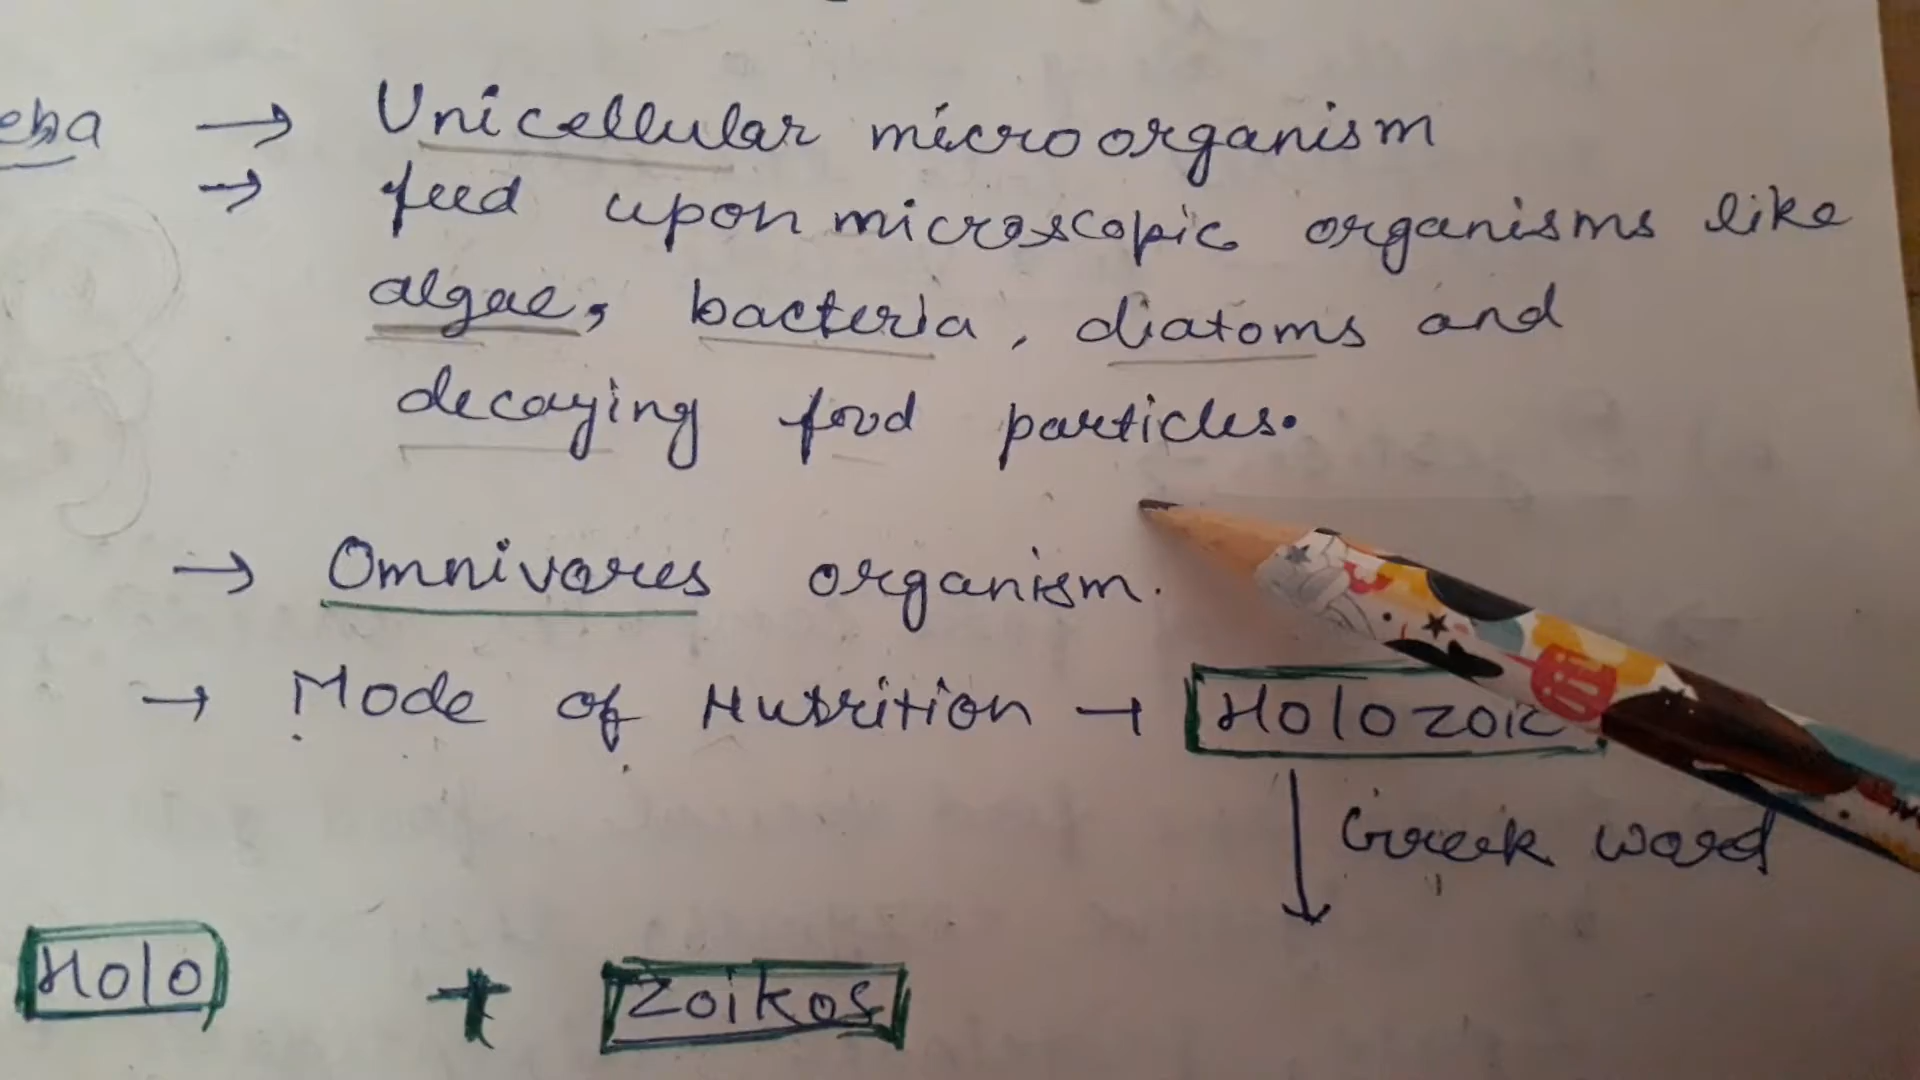 eba → Unicellular microorganism
→ feed upon microscopic organisms like
algae, bacteria, diatoms and
decaying food particles.
→ Omnivores organism.
→ Mode of Nutrition → Holozoic
Greek word
Holo + Zoikos